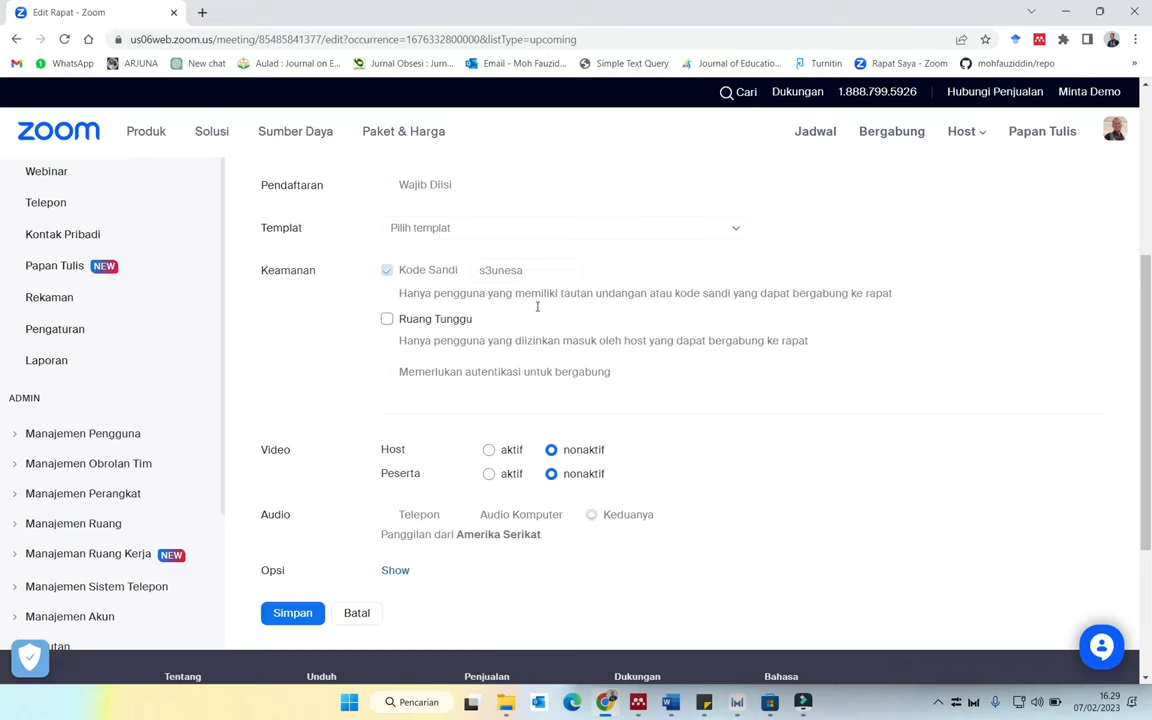 Edit Rapat - Zoom
us06web.zoom.us/meeting/85485841377/edit?occurrence=1676332800000&listType=upcoming
WhatsApp ARJUNA New chat Aulad : Journal on E... Jurnal Obsesi : Jurn... Email - Moh Fauzid... Simple Text Query Journal of Educatio... Turnitin Rapat Saya - Zoom mohfauziddin/repo »
Cari Dukungan 1.888.799.5926 Hubungi Penjualan Minta Demo
zoom Produk Solusi Sumber Daya Paket & Harga Jadwal Bergabung Host Papan Tulis
Webinar
Telepon
Kontak Pribadi
Papan Tulis NEW
Rekaman
Pengaturan
Laporan
ADMIN
Manajemen Pengguna
Manajemen Obrolan Tim
Manajemen Perangkat
Manajemen Ruang
Manajeman Ruang Kerja NEW
Manajemen Sistem Telepon
Manajemen Akun
Pendaftaran Wajib Diisi
Templat Pilih templat
Keamanan Kode Sandi s3unesa
Hanya pengguna yang memiliki tautan undangan atau kode sandi yang dapat bergabung ke rapat
Ruang Tunggu
Hanya pengguna yang diizinkan masuk oleh host yang dapat bergabung ke rapat
Memerlukan autentikasi untuk bergabung
Video Host aktif nonaktif
Peserta aktif nonaktif
Audio Telepon Audio Komputer Keduanya
Panggilan dari Amerika Serikat
Opsi Show
Simpan Batal
Tentang Unduh Penjualan Dukungan Bahasa
Pencarian
16.29
07/02/2023